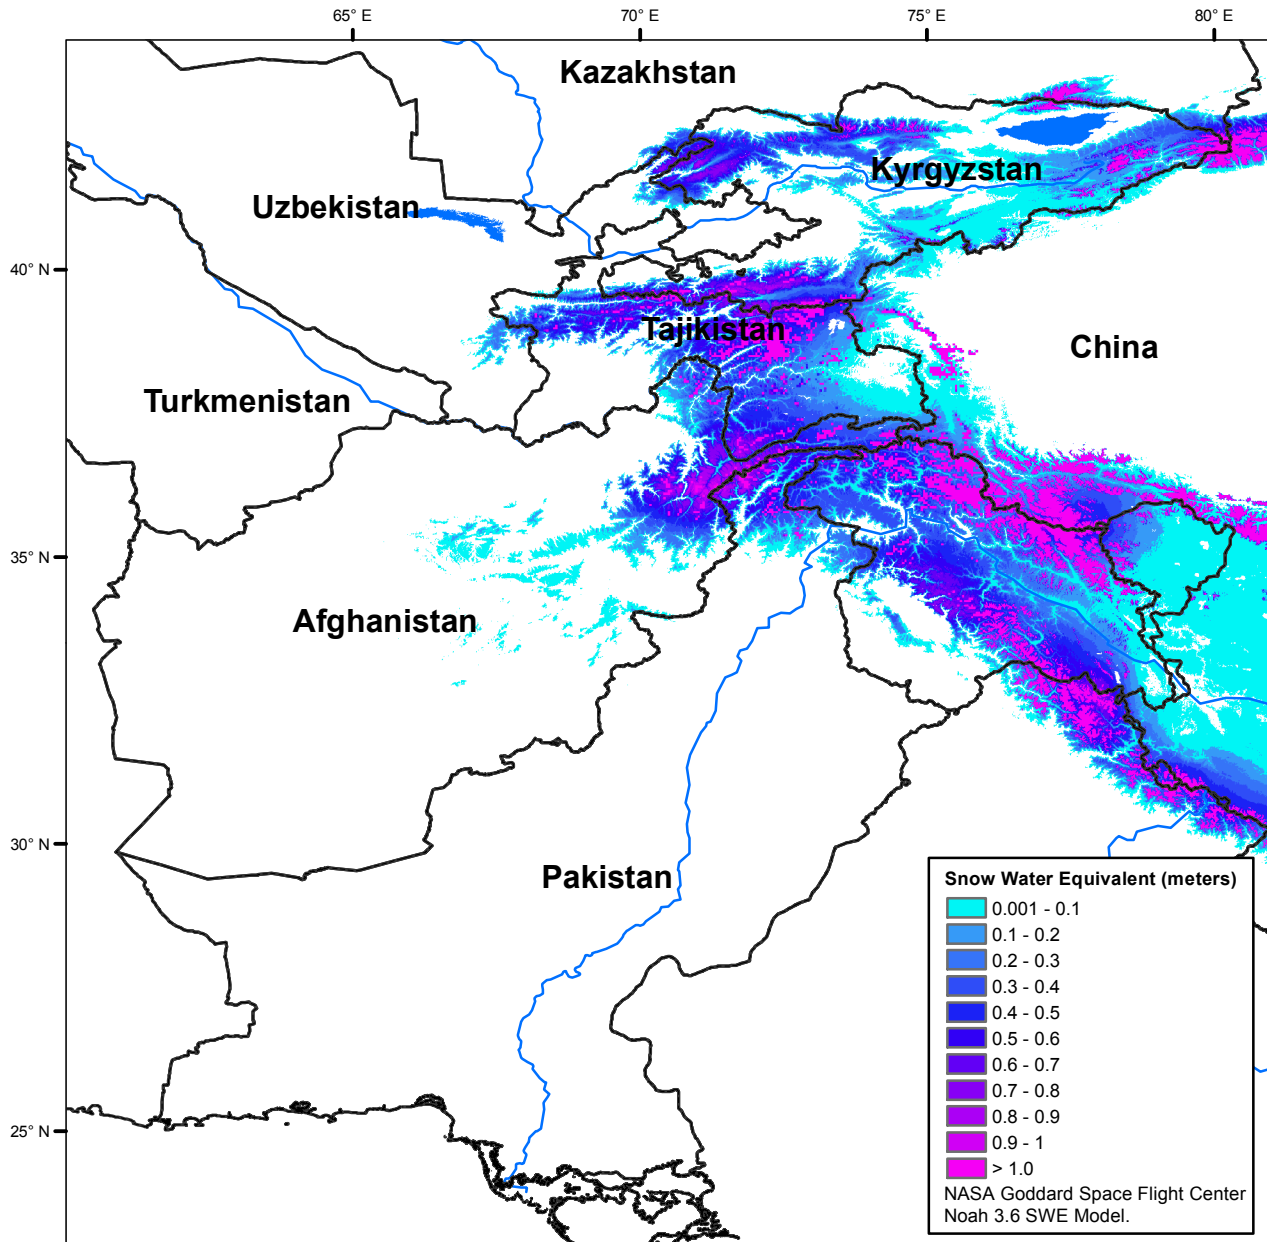 65° E
70° E
75° E
80° E
Kazakhstan
Kyrgyzstan
Uzbekistan
40° N
Tajikistan
China
Turkmenistan
35° N
Afghanistan
30° N
Pakistan
Snow Water Equivalent (meters)
0.001 - 0.1
0.1 - 0.2
0.2 - 0.3
0.3 - 0.4
0.4 - 0.5
0.5 - 0.6
0.6 - 0.7
0.7 - 0.8
0.8 - 0.9
0.9 - 1
> 1.0
NASA Goddard Space Flight Center
Noah 3.6 SWE Model.
25° N